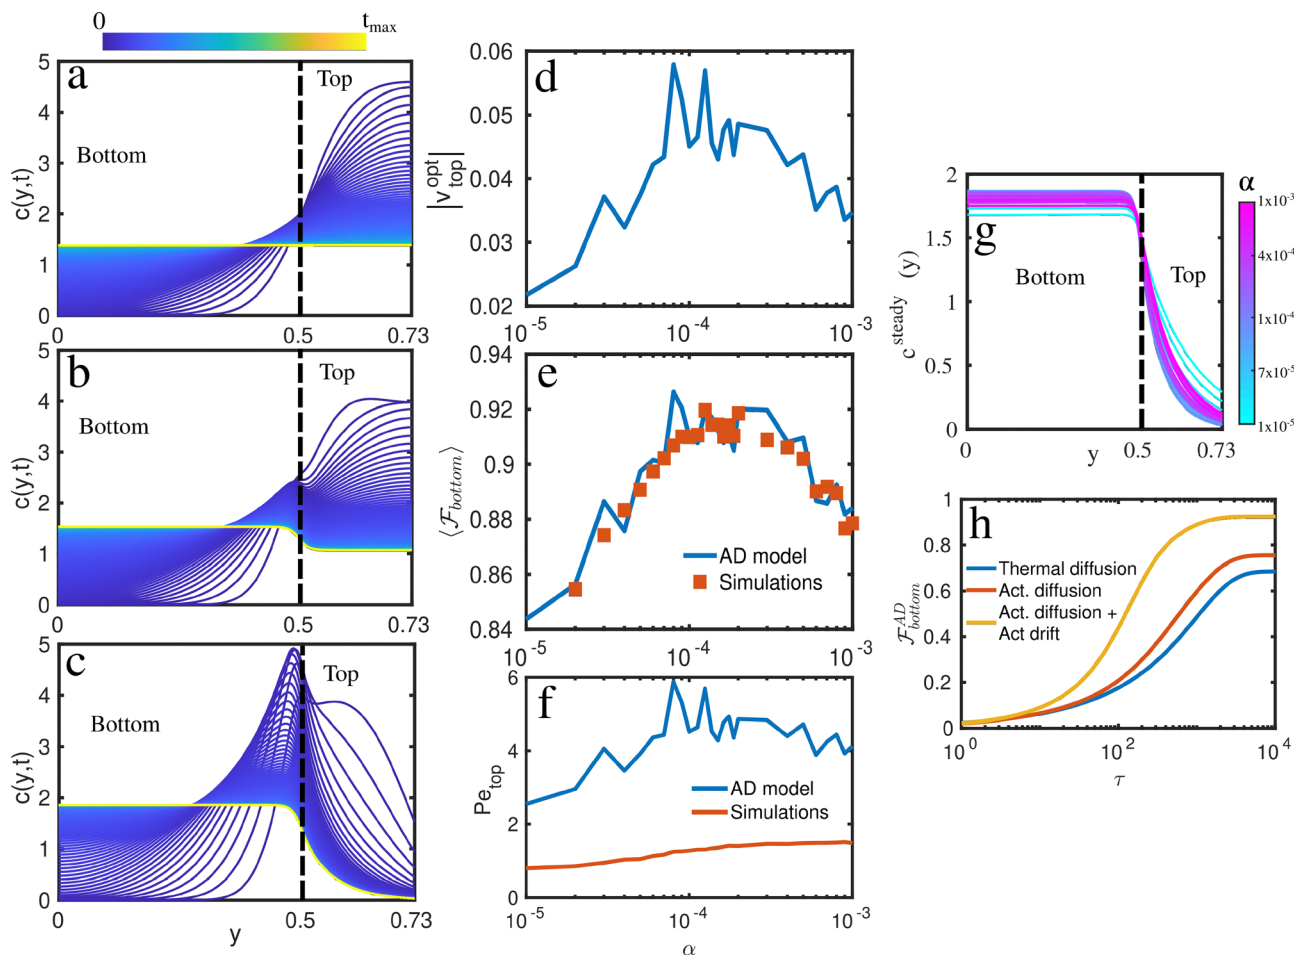 0
t_max
a
Top
Bottom
c(y,t)
5
4
3
2
1
0
0
0.5
0.73
b
Top
Bottom
c(y,t)
5
4
3
2
1
0
0
0.5
0.73
c
Top
Bottom
c(y,t)
5
4
3
2
1
0
0
0.5
0.73
y
d
|v_top^opt|
0.06
0.05
0.04
0.03
0.02
10^-5
10^-4
10^-3
e
⟨F_bottom⟩
0.94
0.92
0.9
0.88
0.86
0.84
AD model
Simulations
10^-5
10^-4
10^-3
f
Pe_top
6
4
2
0
AD model
Simulations
10^-5
10^-4
10^-3
α
g
c^steady (y)
2
1.5
1
0.5
0
Bottom
Top
0
y
0.5
0.73
α
1x10^-3
4x10^-4
1x10^-4
7x10^-5
1x10^-5
h
F_bottom^AD
1
0.8
0.6
0.4
0.2
0
Thermal diffusion
Act. diffusion
Act. diffusion +
Act drift
10^0
10^2
10^4
τ